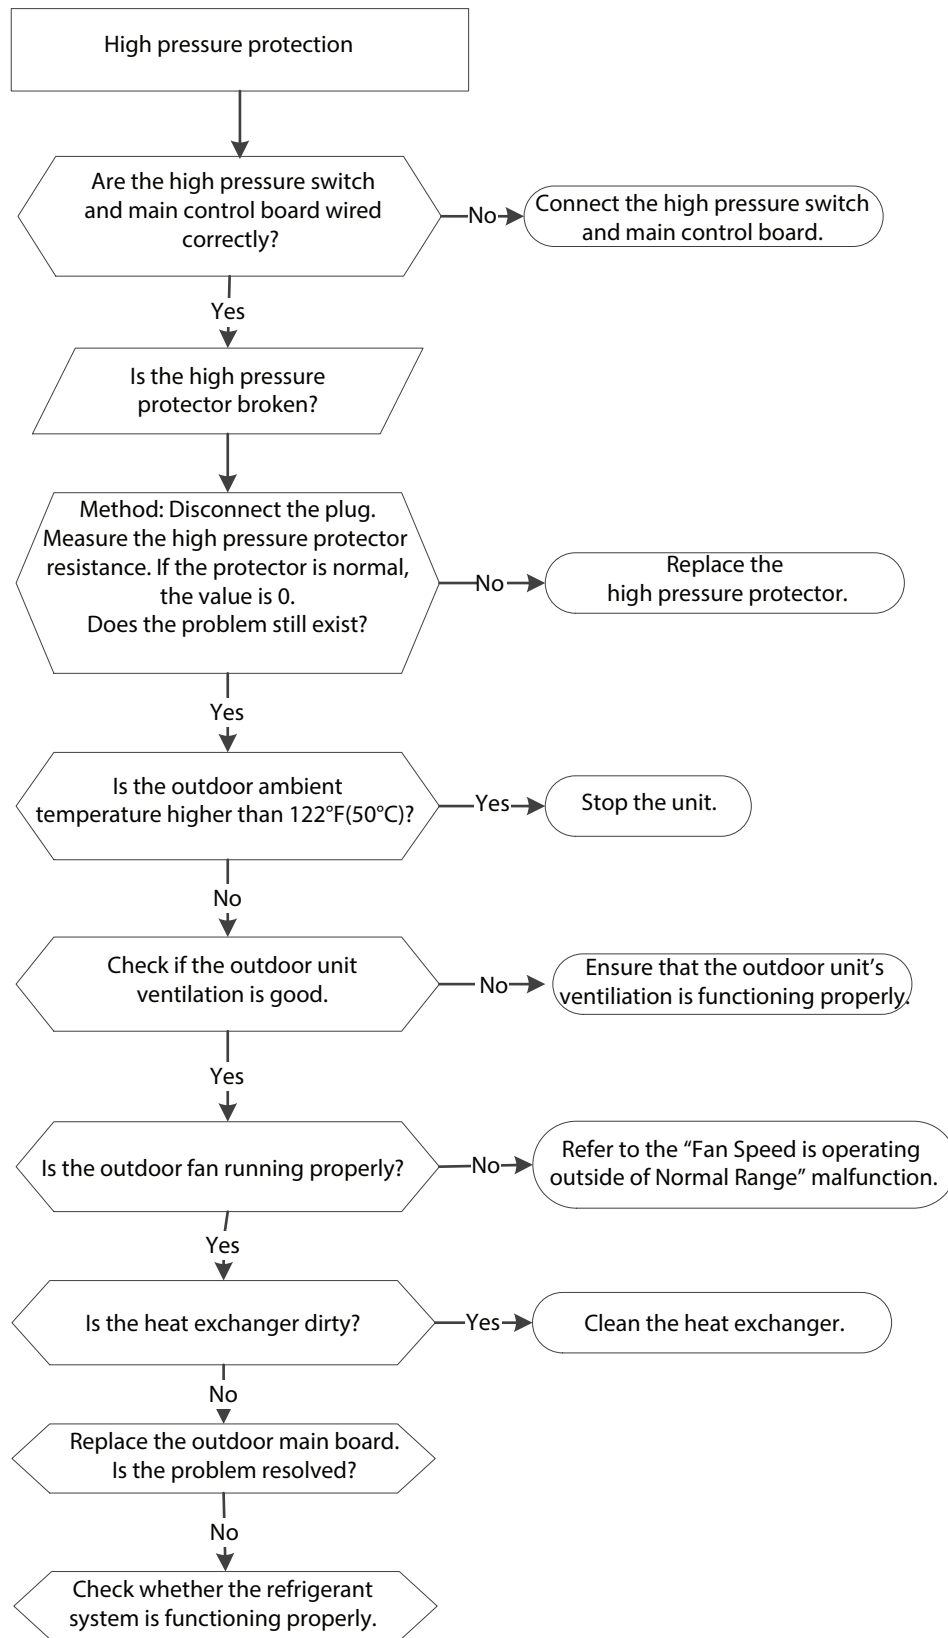 High pressure protection
Are the high pressure switch
and main control board wired
correctly?
No
Connect the high pressure switch
and main control board.
Yes
Is the high pressure
protector broken?
Method: Disconnect the plug.
Measure the high pressure protector
resistance. If the protector is normal,
the value is 0.
Does the problem still exist?
No
Replace the
high pressure protector.
Yes
Is the outdoor ambient
temperature higher than 122°F(50°C)?
Yes
Stop the unit.
No
Check if the outdoor unit
ventilation is good.
No
Ensure that the outdoor unit’s
ventiliation is functioning properly.
Yes
Is the outdoor fan running properly?
No
Refer to the “Fan Speed is operating
outside of Normal Range” malfunction.
Yes
Is the heat exchanger dirty?
Yes
Clean the heat exchanger.
No
Replace the outdoor main board.
Is the problem resolved?
No
Check whether the refrigerant
system is functioning properly.